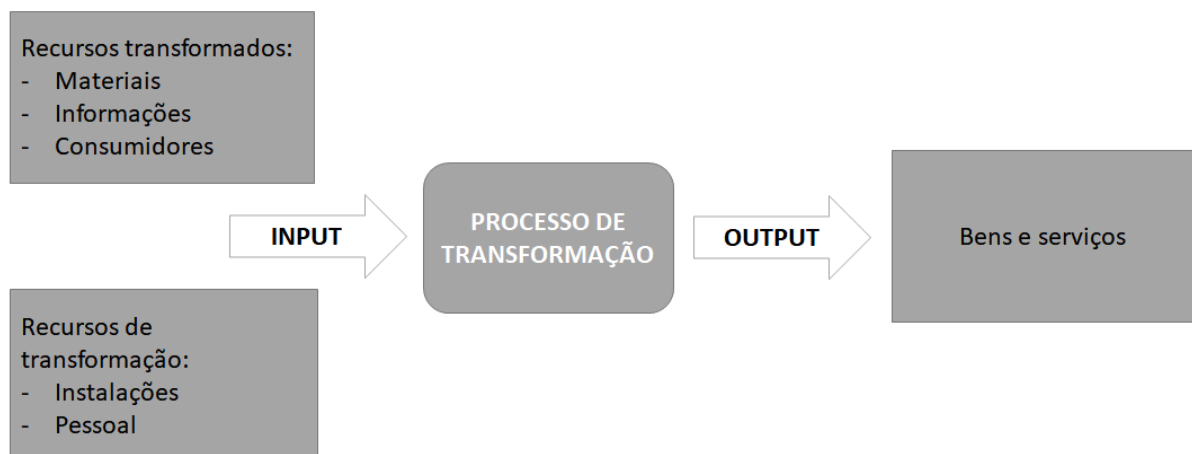 Recursos transformados:
- Materiais
- Informações
- Consumidores
INPUT
Recursos de
transformação:
- Instalações
- Pessoal
PROCESSO DE
TRANSFORMAÇÃO
OUTPUT
Bens e serviços